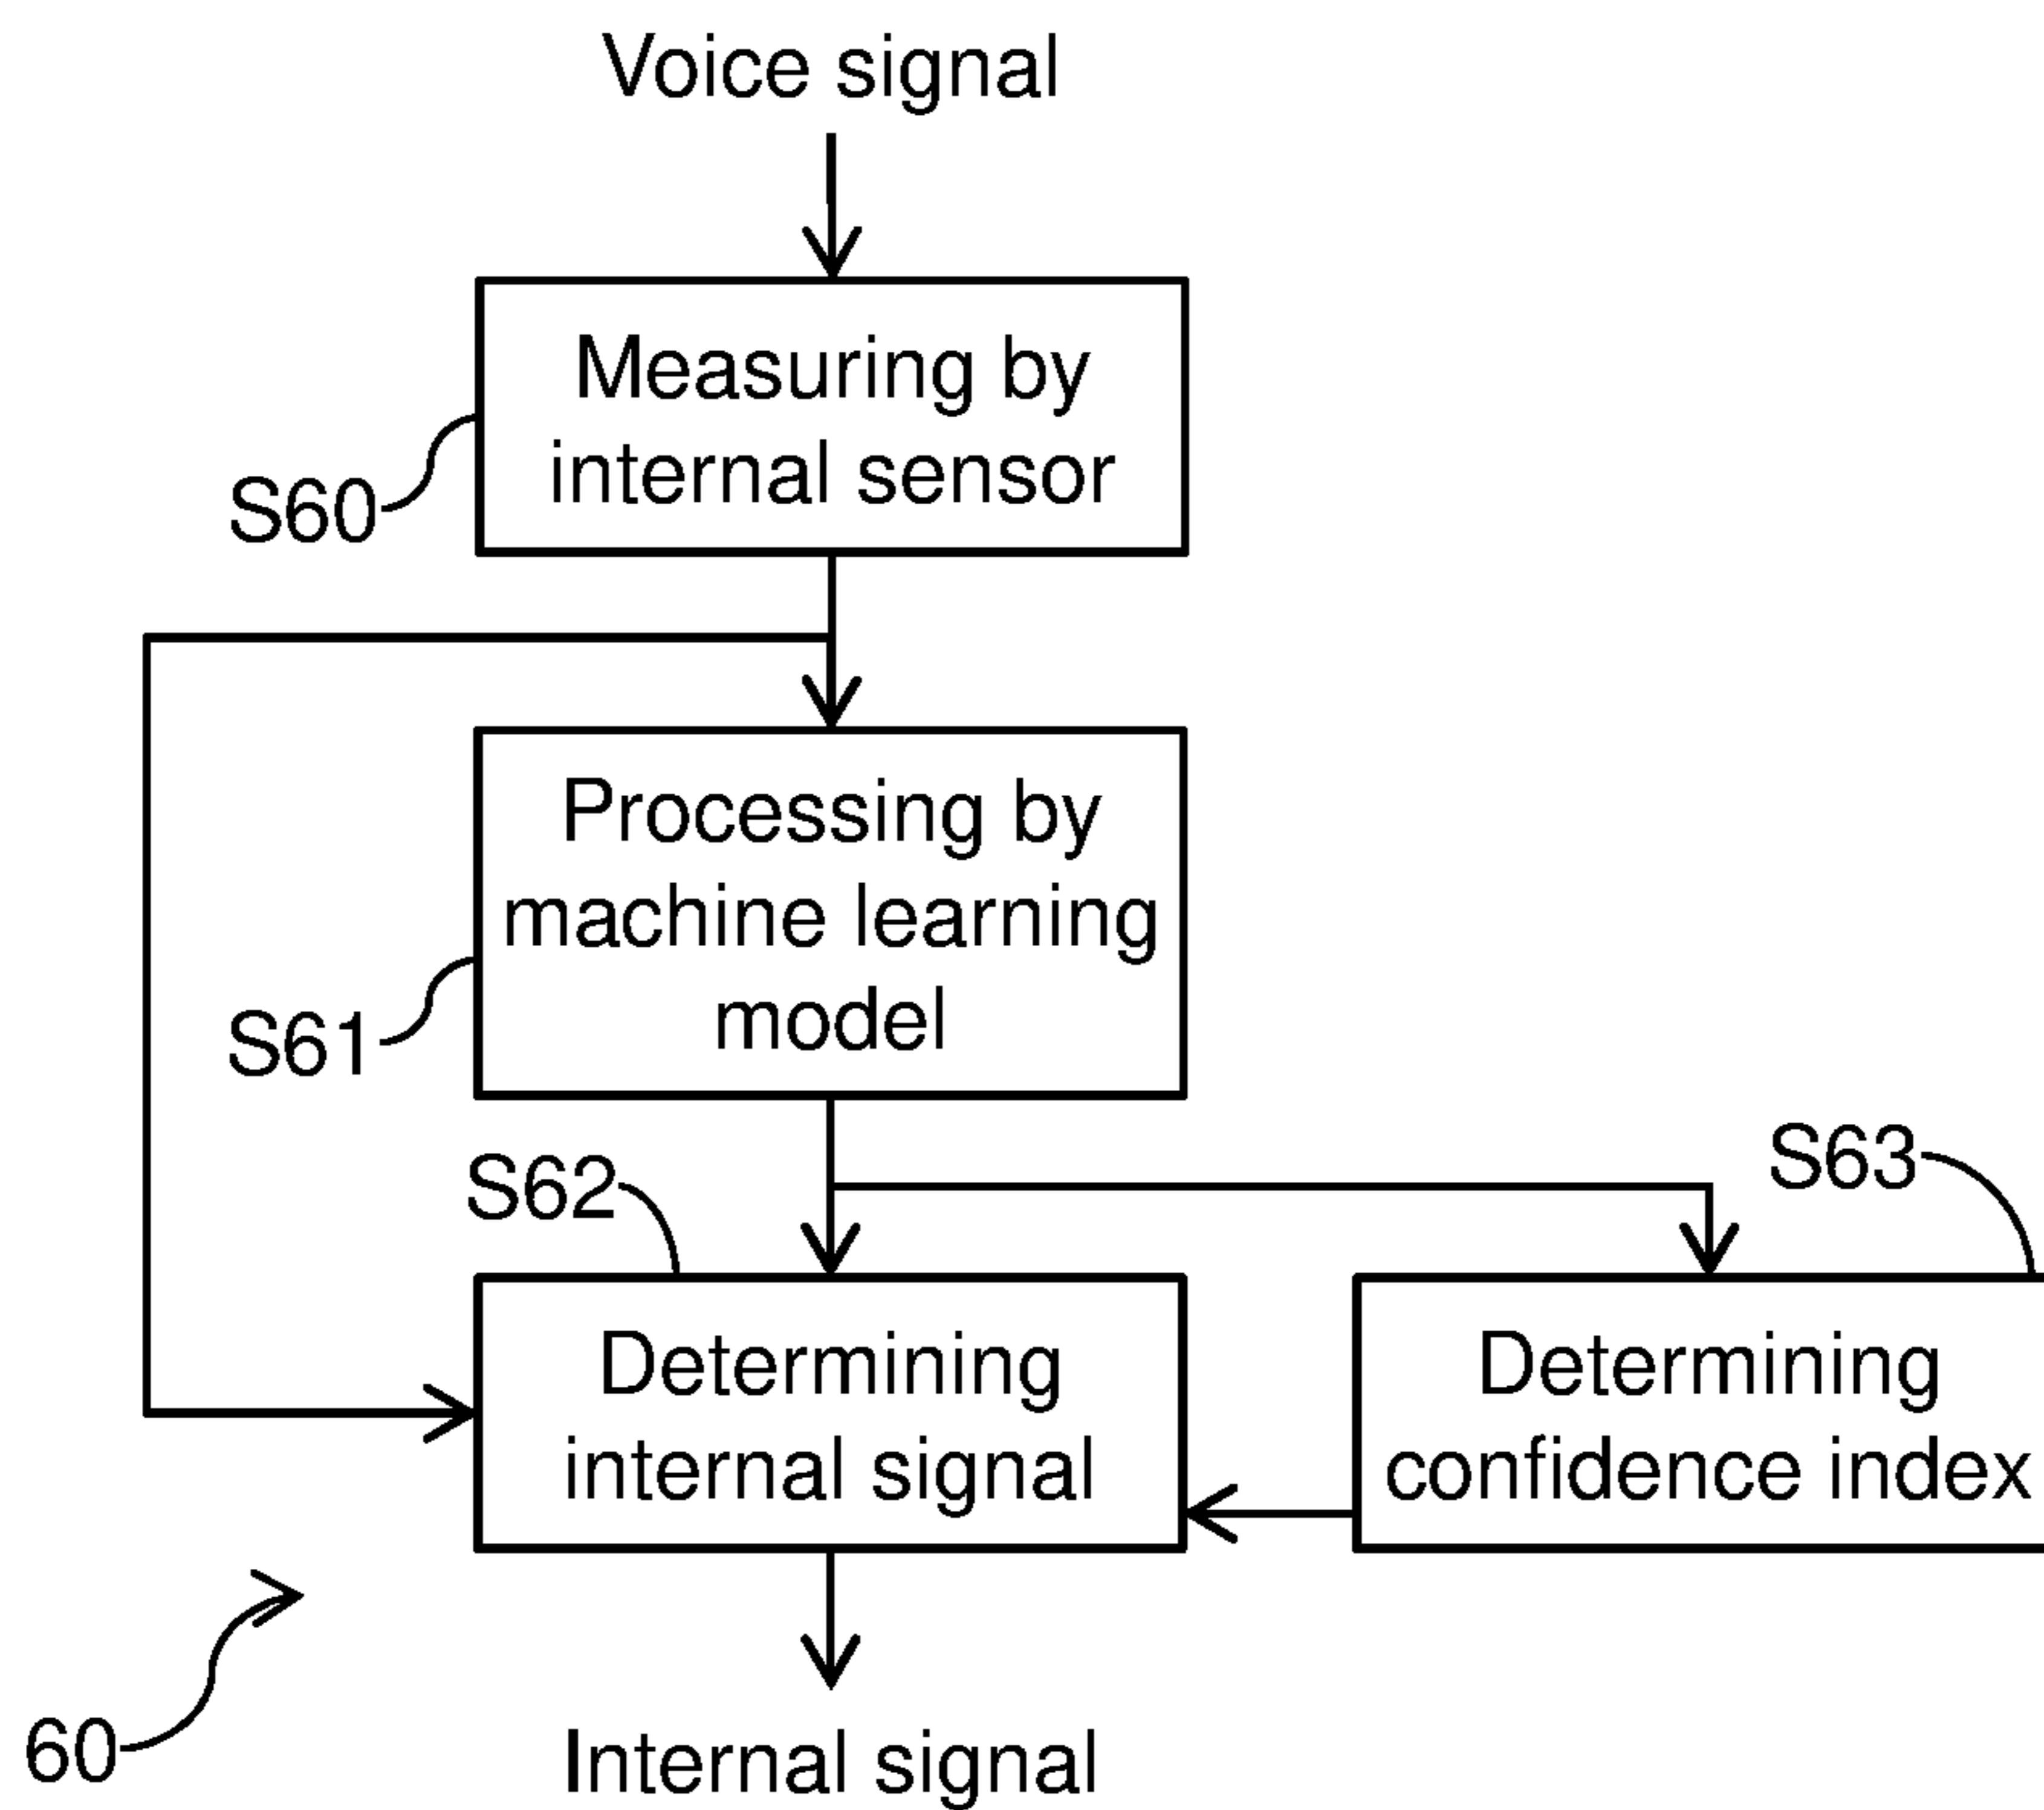 Voice signal
Measuring by
internal sensor
S60
Processing by
machine learning
model
S61
S62
S63
Determining
internal signal
Determining
confidence index
60
Internal signal